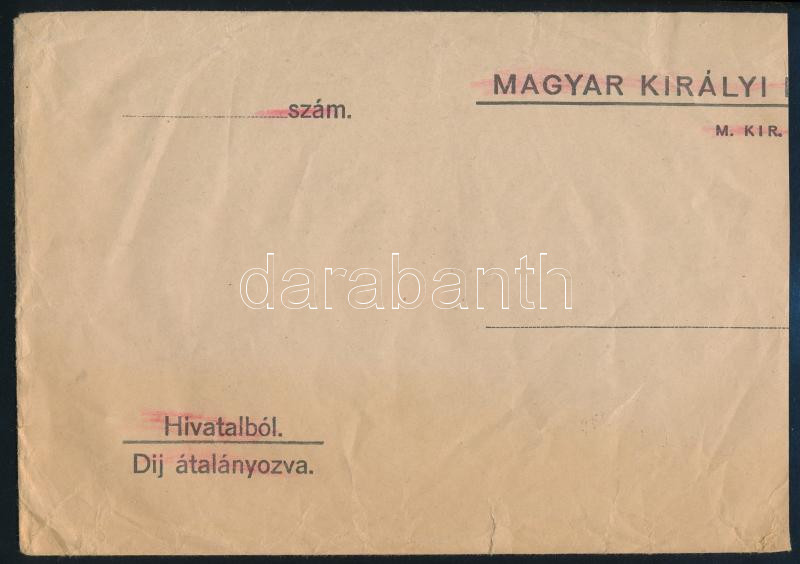 MAGYAR KIRÁLYI
..........szám.
M. KIR.
darabanth
Hivatalból.
Dij átalányozva.